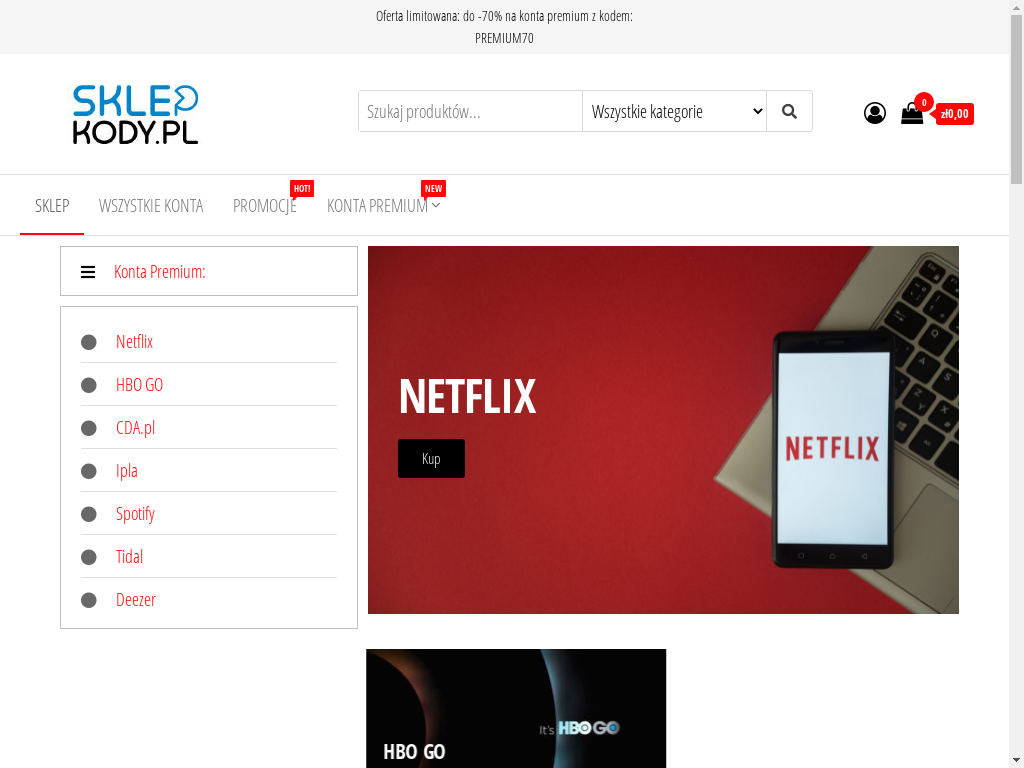 Oferta limitowana: do -70% na konta premium z kodem:
PREMIUM70
SKLEP
KODY.PL
Szukaj produktów...
Wszystkie kategorie
0
zł0,00
SKLEP
WSZYSTKIE KONTA
PROMOCJE
HOT!
KONTA PREMIUM
NEW
Konta Premium:
Netflix
HBO GO
CDA.pl
Ipla
Spotify
Tidal
Deezer
NETFLIX
Kup
NETFLIX
It's HBO GO
HBO GO